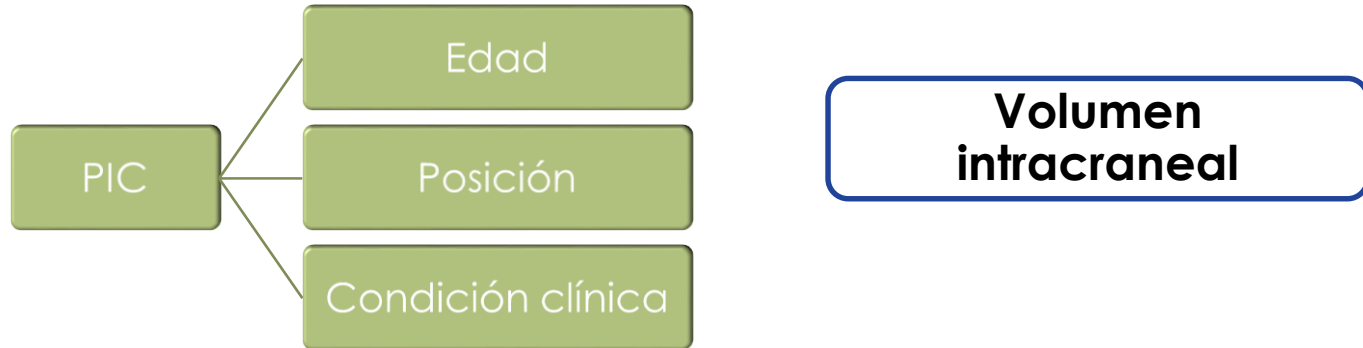 PIC
Edad
Posición
Condición clínica
Volumen
intracraneal